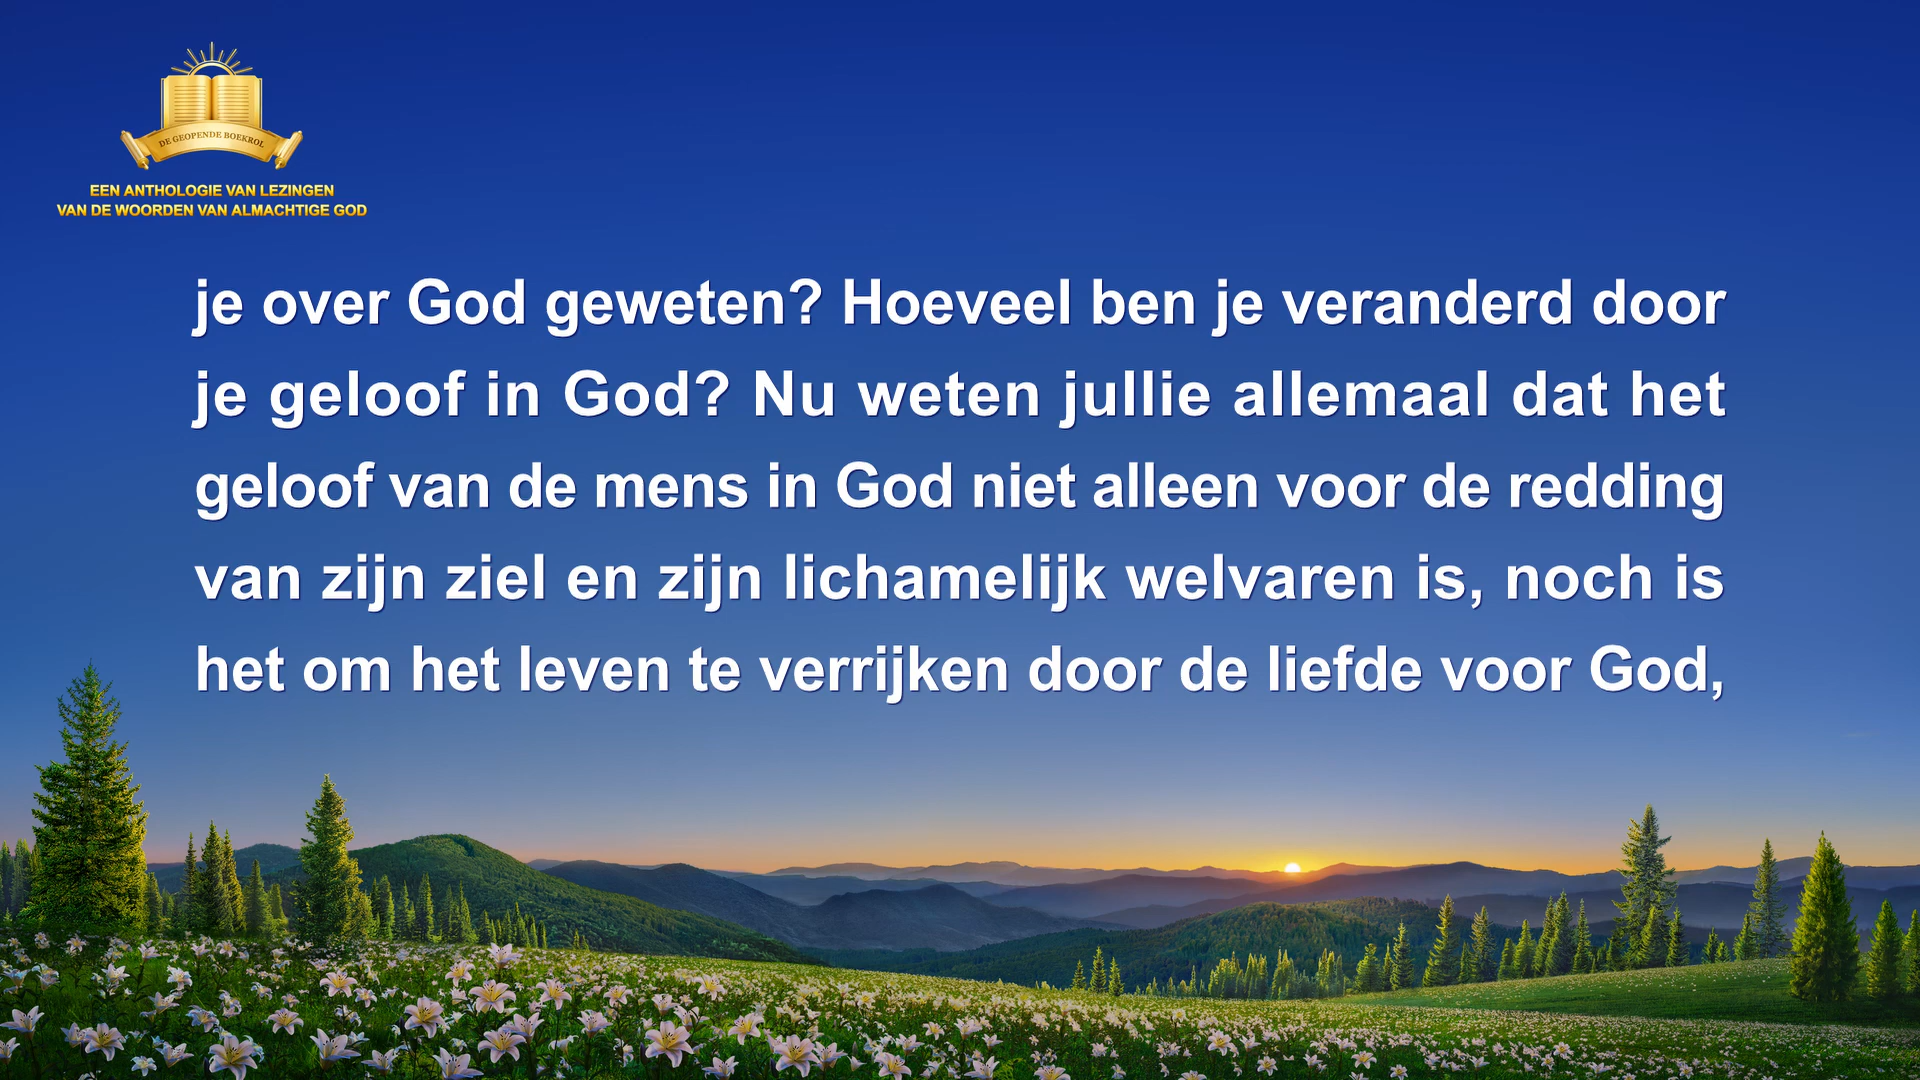 DE GEOPENDE BOEKROL
EEN ANTHOLOGIE VAN LEZINGEN
VAN DE WOORDEN VAN ALMACHTIGE GOD
je over God geweten? Hoeveel ben je veranderd door
je geloof in God? Nu weten jullie allemaal dat het
geloof van de mens in God niet alleen voor de redding
van zijn ziel en zijn lichamelijk welvaren is, noch is
het om het leven te verrijken door de liefde voor God,